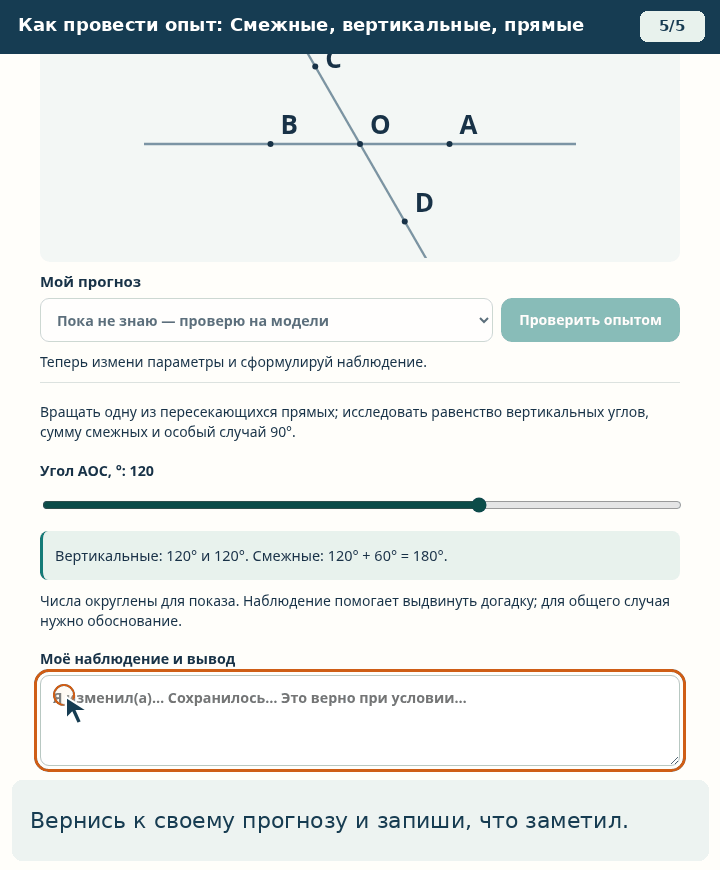 Как провести опыт: Смежные, вертикальные, прямые
5/5
C
B
O
A
D
Мой прогноз
Пока не знаю — проверю на модели
Проверить опытом
Теперь измени параметры и сформулируй наблюдение.
Вращать одну из пересекающихся прямых; исследовать равенство вертикальных углов,
сумму смежных и особый случай 90°.
Угол AOC, °: 120
Вертикальные: 120° и 120°. Смежные: 120° + 60° = 180°.
Числа округлены для показа. Наблюдение помогает выдвинуть догадку; для общего случая
нужно обоснование.
Моё наблюдение и вывод
Я изменил(а)... Сохранилось... Это верно при условии...
Вернись к своему прогнозу и запиши, что заметил.